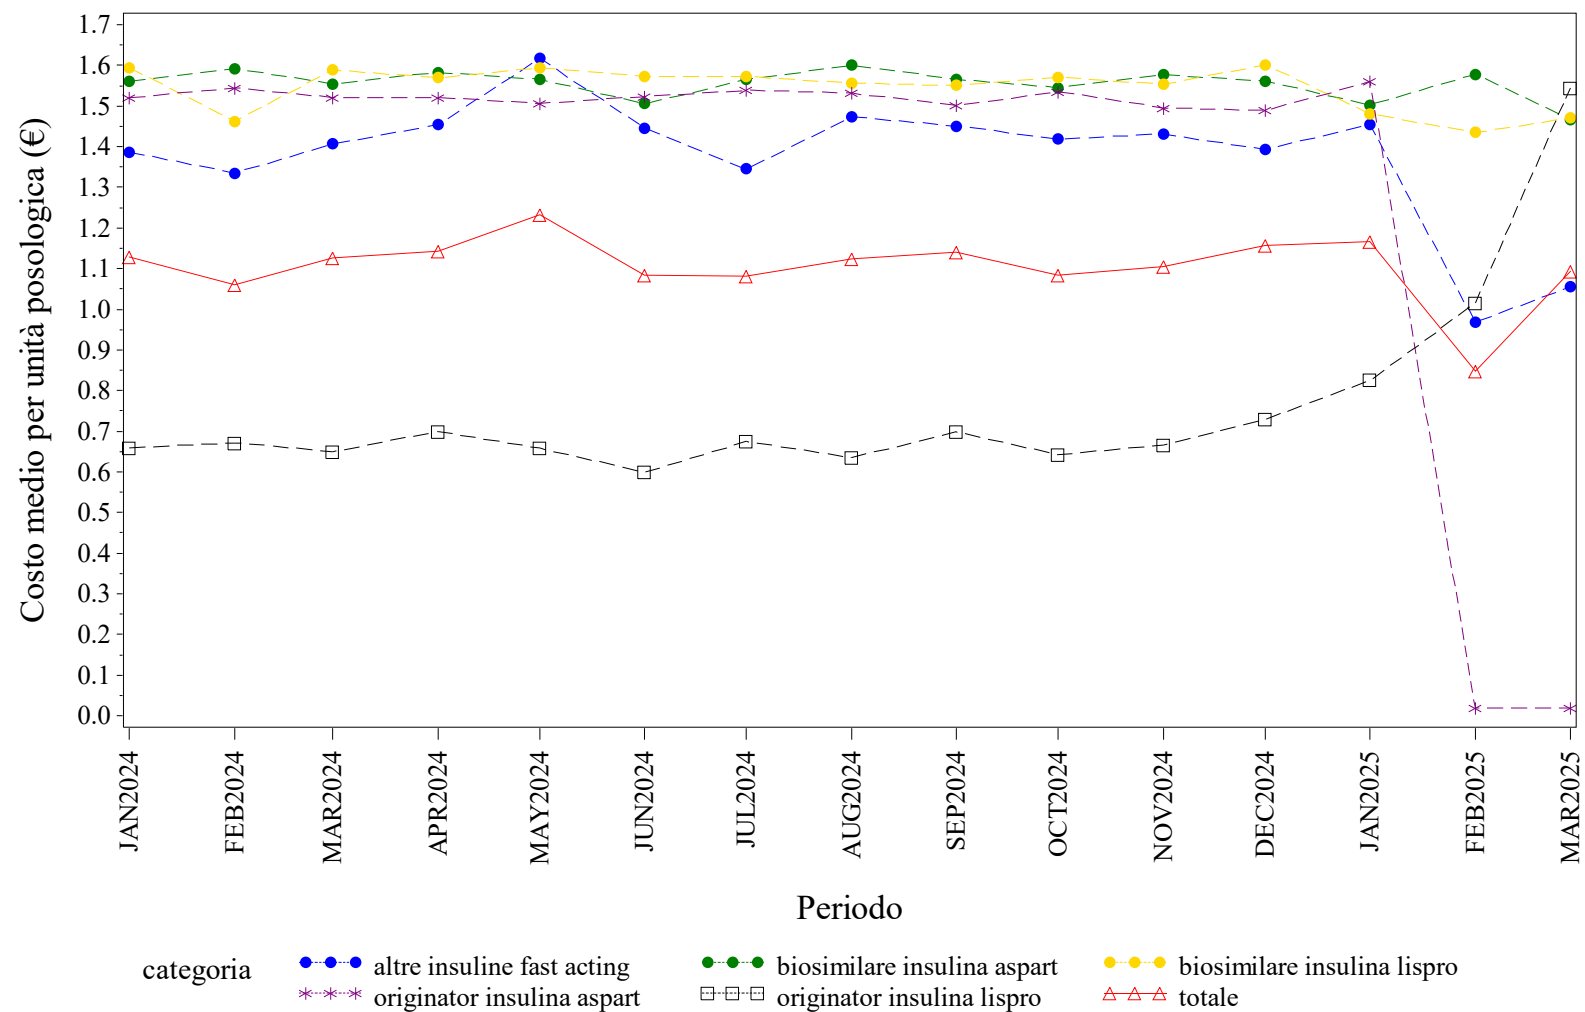 Costo medio per unità posologica (€)
1.7
1.6
1.5
1.4
1.3
1.2
1.1
1.0
0.9
0.8
0.7
0.6
0.5
0.4
0.3
0.2
0.1
0.0
JAN2024
FEB2024
MAR2024
APR2024
MAY2024
JUN2024
JUL2024
AUG2024
SEP2024
OCT2024
NOV2024
DEC2024
JAN2025
FEB2025
MAR2025
Periodo
categoria
altre insuline fast acting
biosimilare insulina aspart
biosimilare insulina lispro
originator insulina aspart
originator insulina lispro
totale